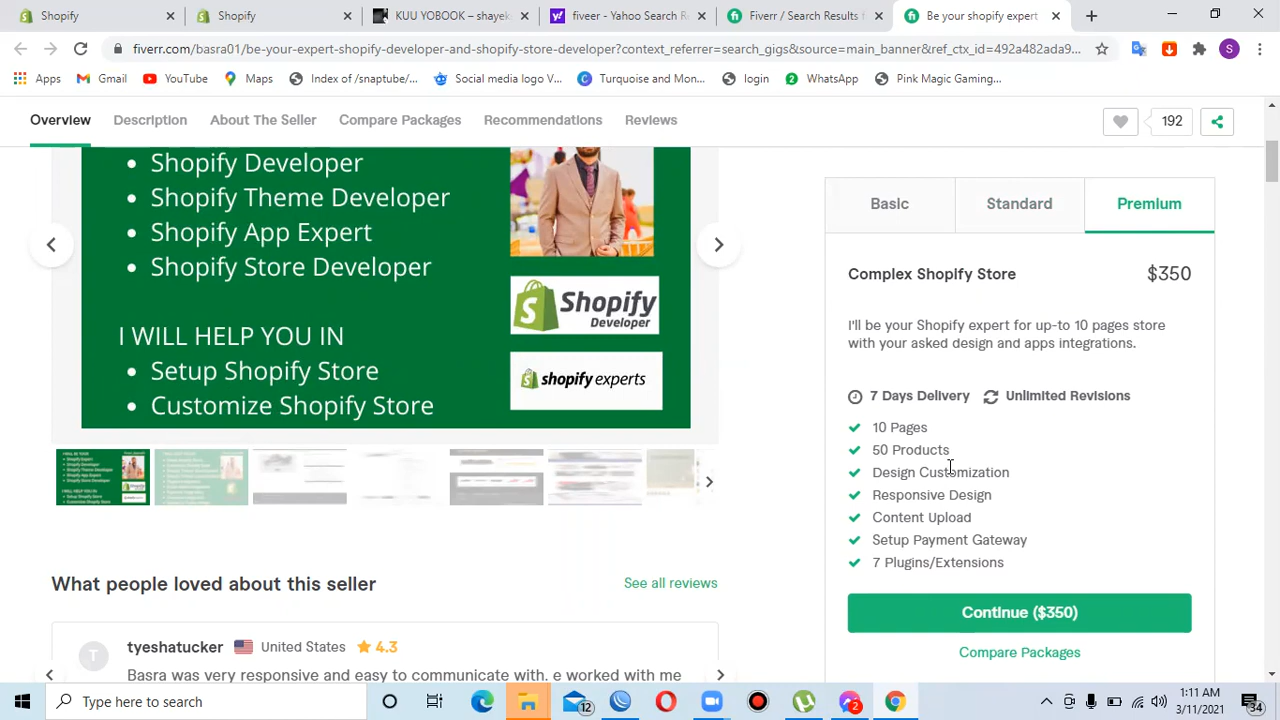 Shopify
Shopify
KUU YOBOOK - shayek
fiverr - Search R
Fiverr / Search Results f
fiverr.com/basra01/be-your-expert-shopify-developer-and-shopify-store-developer?context_referrer=search_gigs&source=main_banner&ref_ctx_id=492a482ada9...
S
Apps
Gmail
YouTube
Maps
Index of /snaptube/...
Social media logo V...
Turquoise and Mon...
login
2
WhatsApp
Pink Magic Gaming...
Overview
Description
About The Seller
Compare Packages
Recommendations
Reviews
192
• Shopify Developer
• Shopify Theme Developer
• Shopify App Expert
• Shopify Store Developer
I WILL HELP YOU IN
• Setup Shopify Store
• Customize Shopify Store
Shopify
Developer
shopify experts
Basic
Standard
Premium
Complex Shopify Store
$350
I'll be your Shopify expert for up-to 10 pages store
with your asked design and apps integrations.
7 Days Delivery
Unlimited Revisions
10 Pages
50 Products
Design Customization
Responsive Design
Content Upload
Setup Payment Gateway
7 Plugins/Extensions
Continue ($350)
Compare Packages
What people loved about this seller
See all reviews
T
tyeshatucker
United States
4.3
Basra was very responsive and easy to communicate with. e worked with me
Type here to search
12
2
1:11 AM
3/11/2021
34